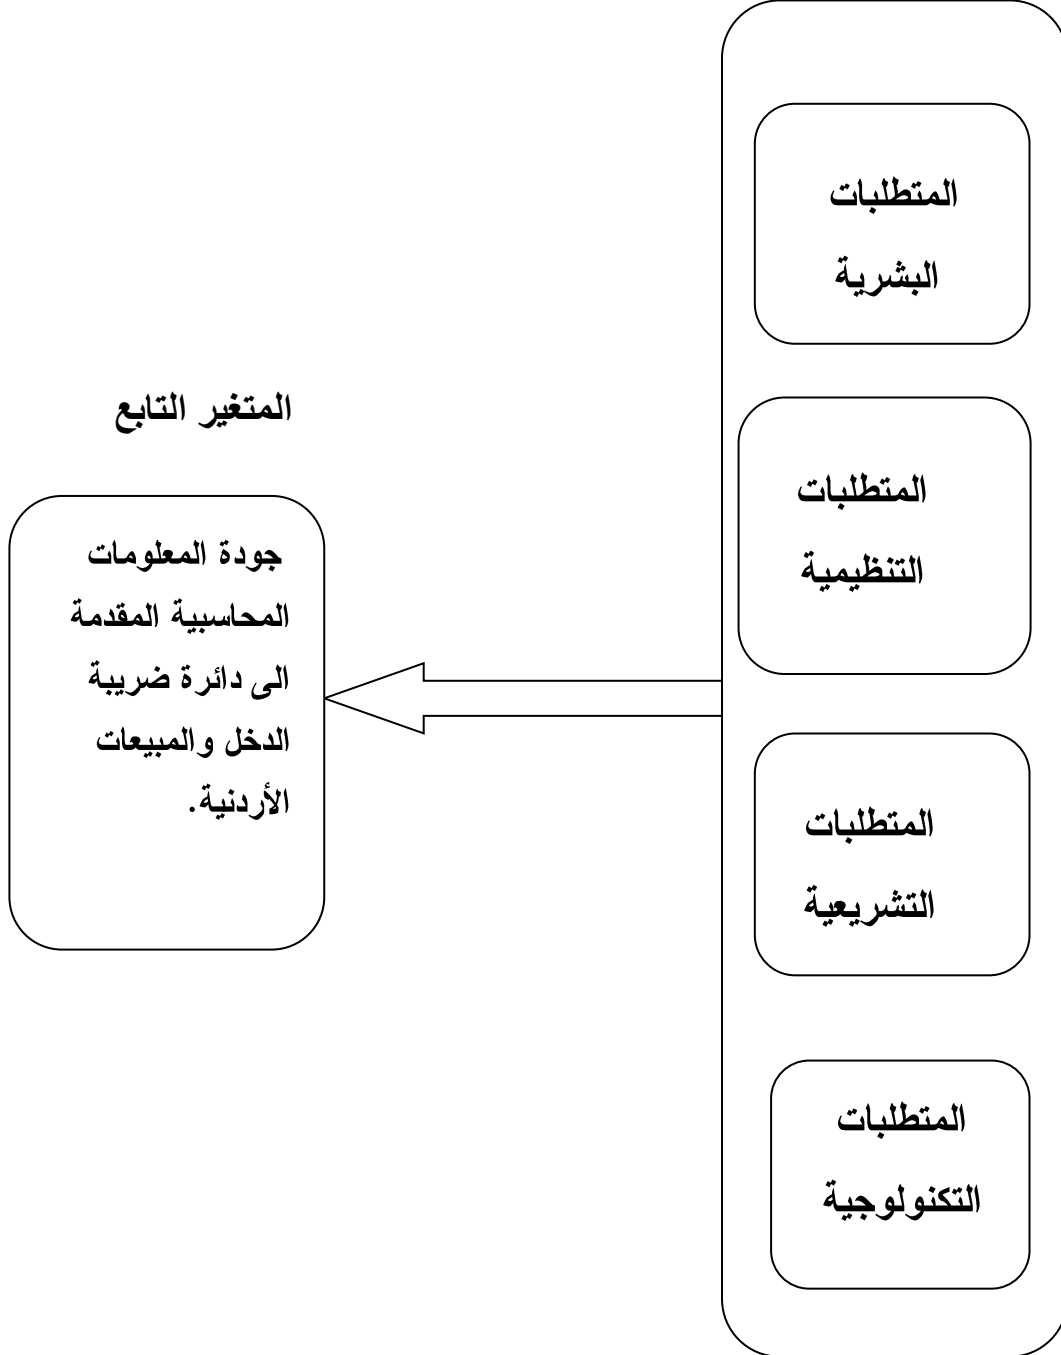 المتطلبات
البشرية
المتطلبات
التنظيمية
المتطلبات
التشريعية
المتطلبات
التكنولوجية
المتغير التابع
جودة المعلومات
المحاسبية المقدمة
الى دائرة ضريبة
الدخل والمبيعات
الأردنية.